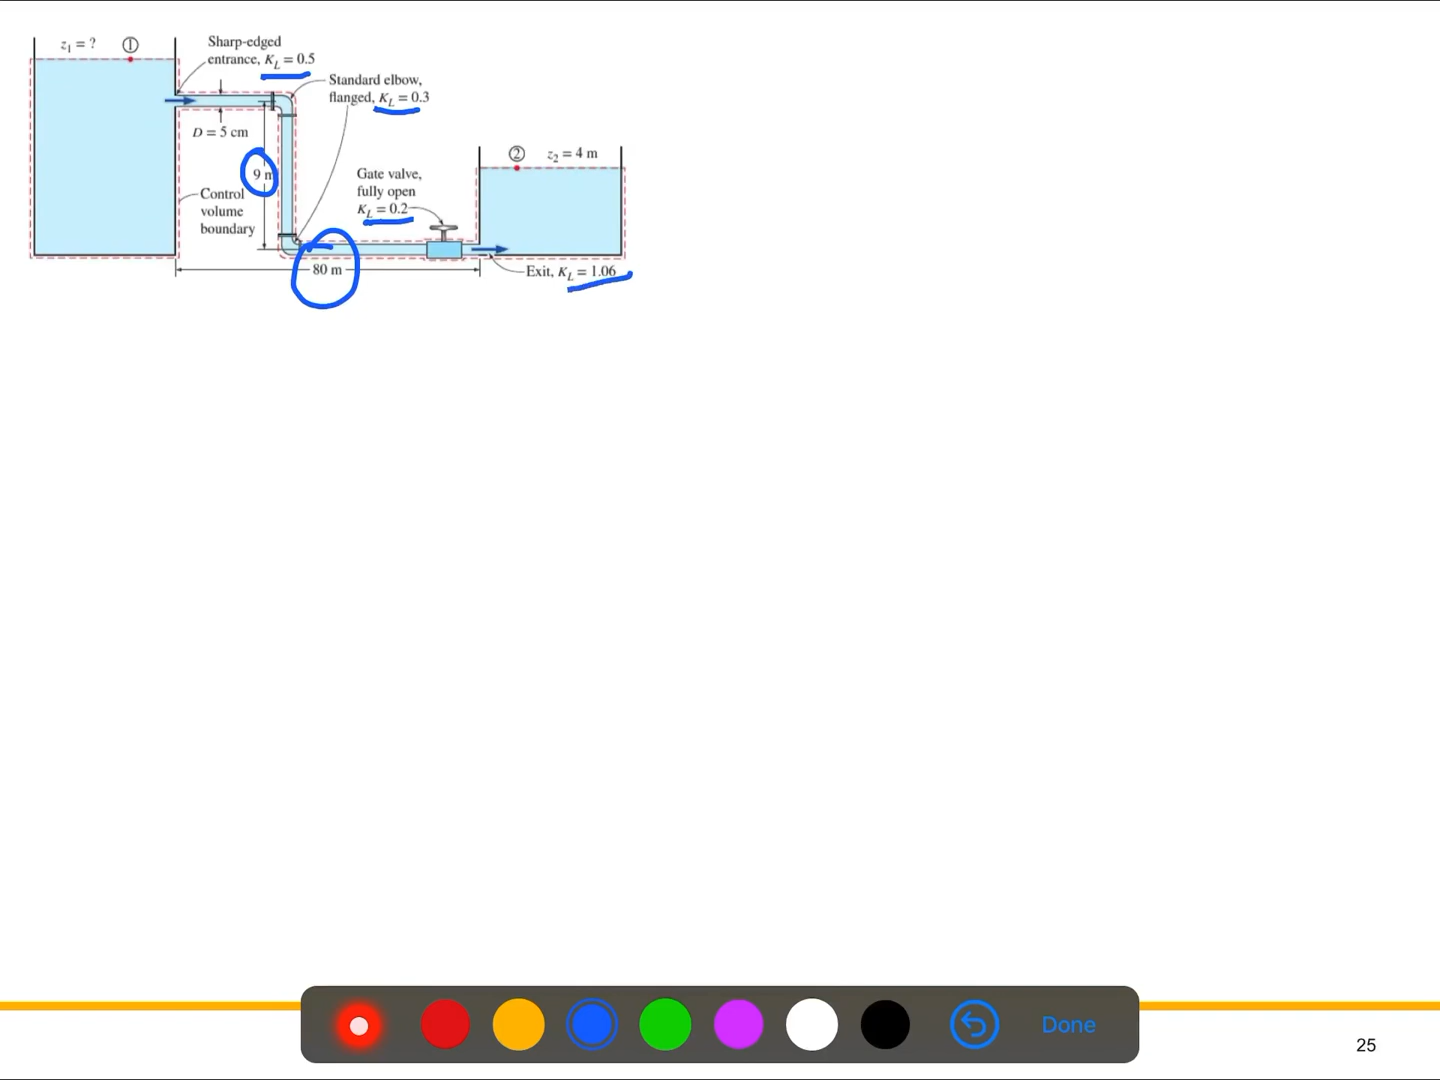 z₁ = ?
①
Sharp-edged
entrance, K_L = 0.5
Standard elbow,
flanged, K_L = 0.3
D = 5 cm
②
z₂ = 4 m
9 m
Gate valve,
fully open
K_L = 0.2
Control
volume
boundary
80 m
Exit, K_L = 1.06
Done
25